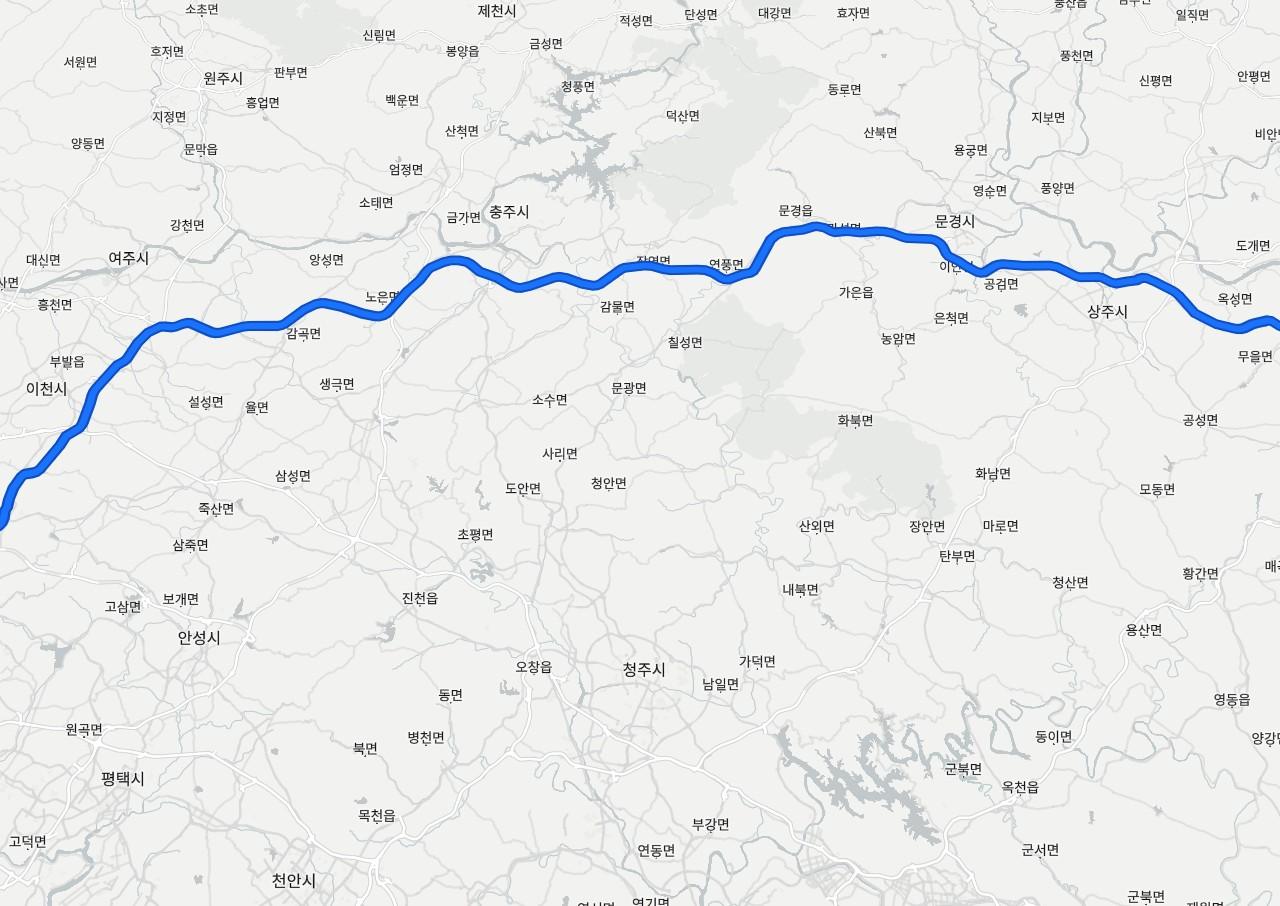 소초면
제천시
적성면
단성면
대강면
효자면
일직면
신림면
봉양읍
금성면
호저면
서원면
원주시
판부면
풍천면
신평면
안평면
청풍면
동로면
흥업면
백운면
지정면
덕산면
지보면
산척면
산북면
양동면
문막읍
용궁면
엄정면
영순면
풍양면
소태면
금가면
충주시
문경읍
문경시
강천면
도개면
대신면
여주시
앙성면
연풍면
공검면
가은읍
노은면
흥천면
감물면
옥성면
상주시
은척면
감곡면
칠성면
농암면
무을면
부발읍
이천시
생극면
문광면
설성면
율면
소수면
화북면
공성면
사리면
삼성면
화남면
도안면
청안면
모동면
죽산면
산외면
장안면
마로면
초평면
삼죽면
탄부면
황간면
청산면
내북면
고삼면
보개면
진천읍
용산면
안성시
오창읍
청주시
가덕면
남일면
동면
영동읍
원곡면
병천면
북면
동이면
평택시
군북면
옥천읍
목천읍
부강면
고덕면
연동면
군서면
천안시
군북면
연기면